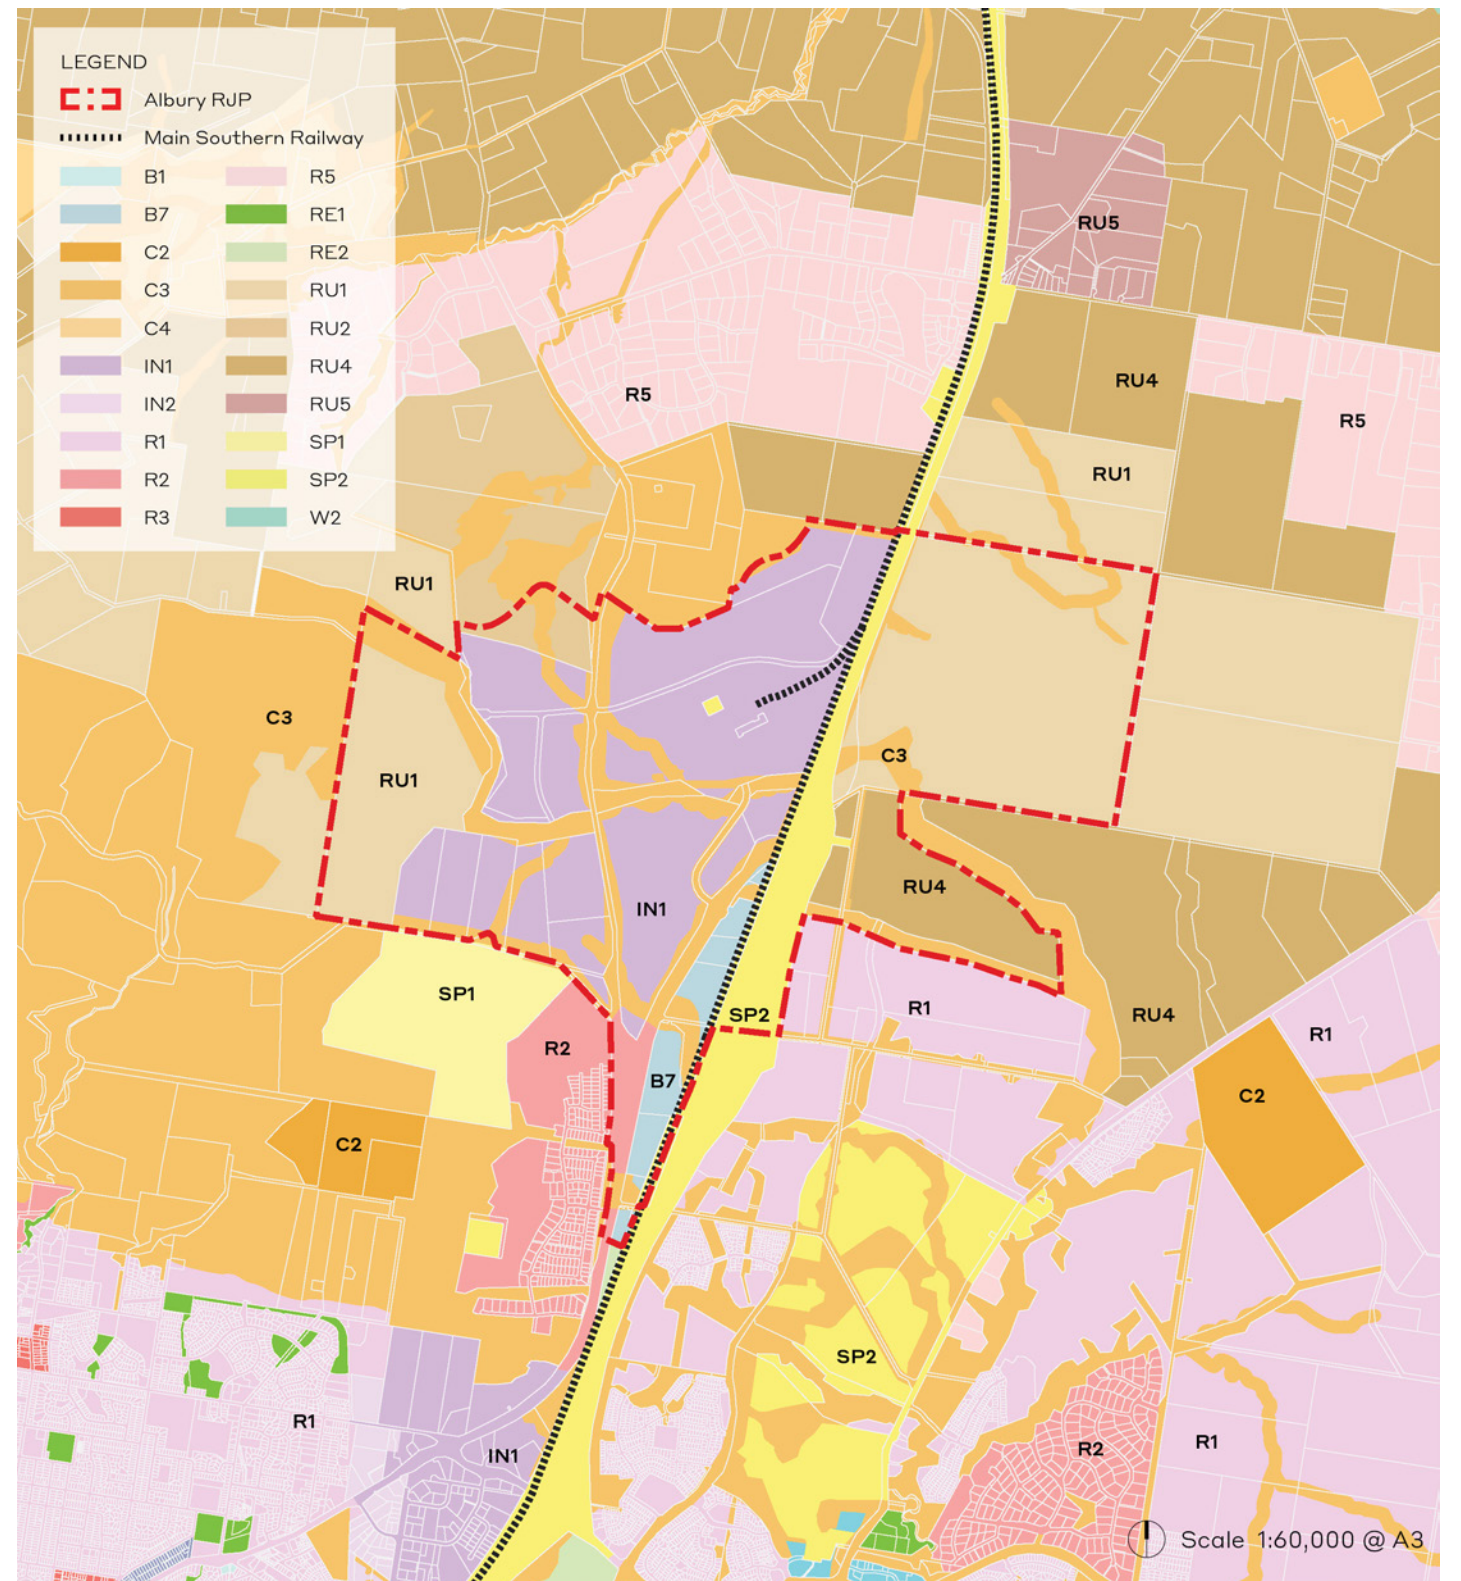 LEGEND
Albury RJP
Main Southern Railway
B1 R5
B7 RE1
C2 RE2
C3 RU1
C4 RU2
IN1 RU4
IN2 RU5
R1 SP1
R2 SP2
R3 W2
RU5
RU4
R5
R5
RU1
RU1
C3
C3
RU1
RU4
IN1
SP1
R1
SP2
RU4
R1
R2
B7
C2
C2
SP2
R1
R2
R1
IN1
Scale 1:60,000 @ A3